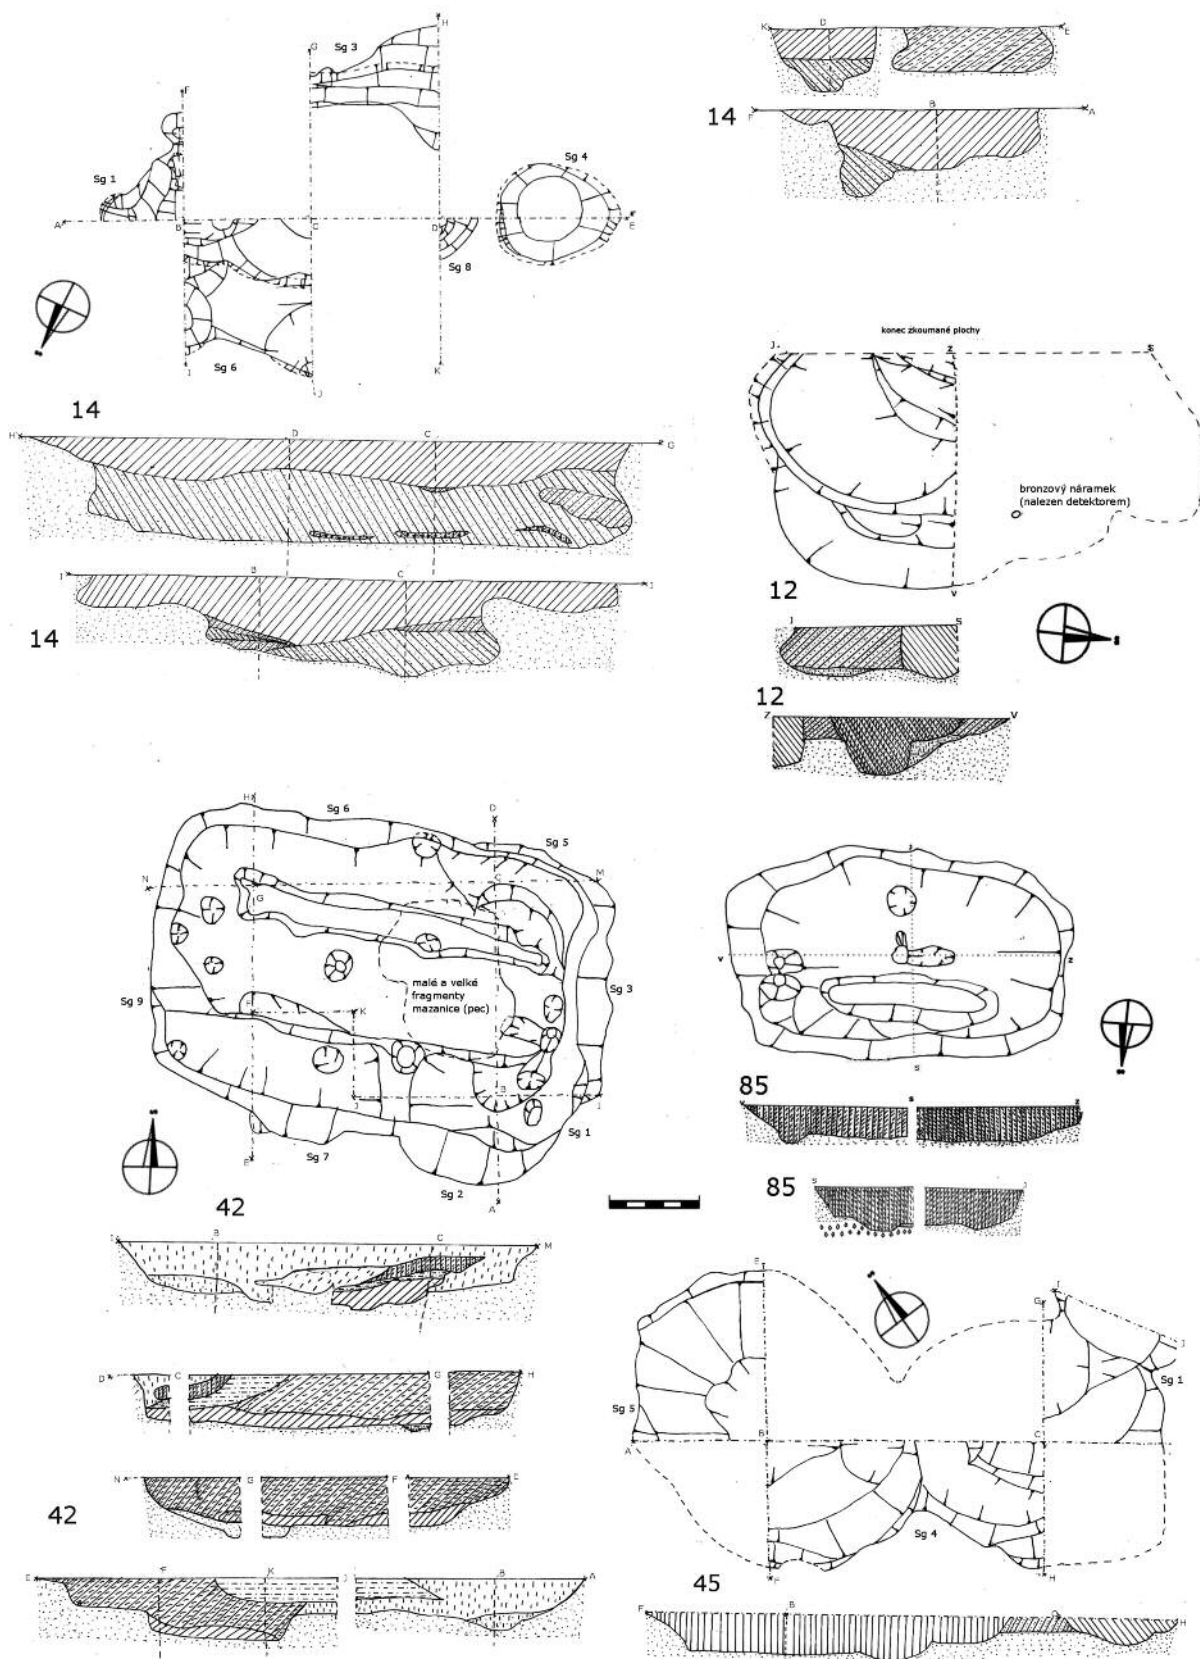 H
G
Sg 3
F
Sg 1
Sg 4
A
B
C
D
E
Sg 8
I
Sg 6
J
K
14
H
D
C
G
14
I
B
C
K
D
E
14
F
B
A
konec zkoumané plochy
J
Z
S
bronzový náramek
(nalezen detektorem)
V
12
J
S
12
Z
V
H
Sg 6
D
Sg 5
N
C
M
G
Sg 9
malé a velké
fragmenty
mazanice (pec)
Sg 3
F
K
B
J
Sg 1
E
Sg 7
Sg 2
A
42
B
C
M
D
C
G
H
N
G
F
E
42
E
F
K
J
B
A
V
Z
S
85
V
S
Z
85
S
J
E
G
I
J
Sg 5
Sg 1
A
B
C
Sg 4
F
H
45
F
B
H